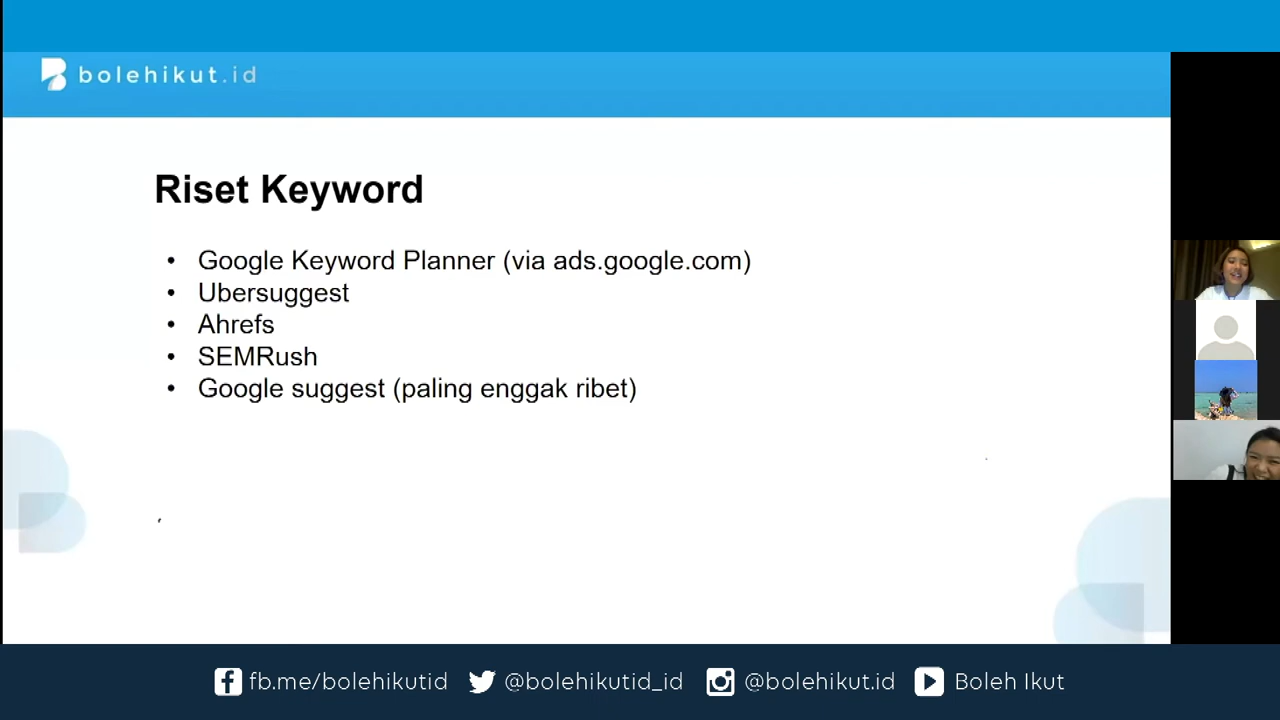 bolehikut.id
Riset Keyword
• Google Keyword Planner (via ads.google.com)
• Ubersuggest
• Ahrefs
• SEMRush
• Google suggest (paling enggak ribet)
fb.me/bolehikutid @bolehikutid_id @bolehikut.id Boleh Ikut